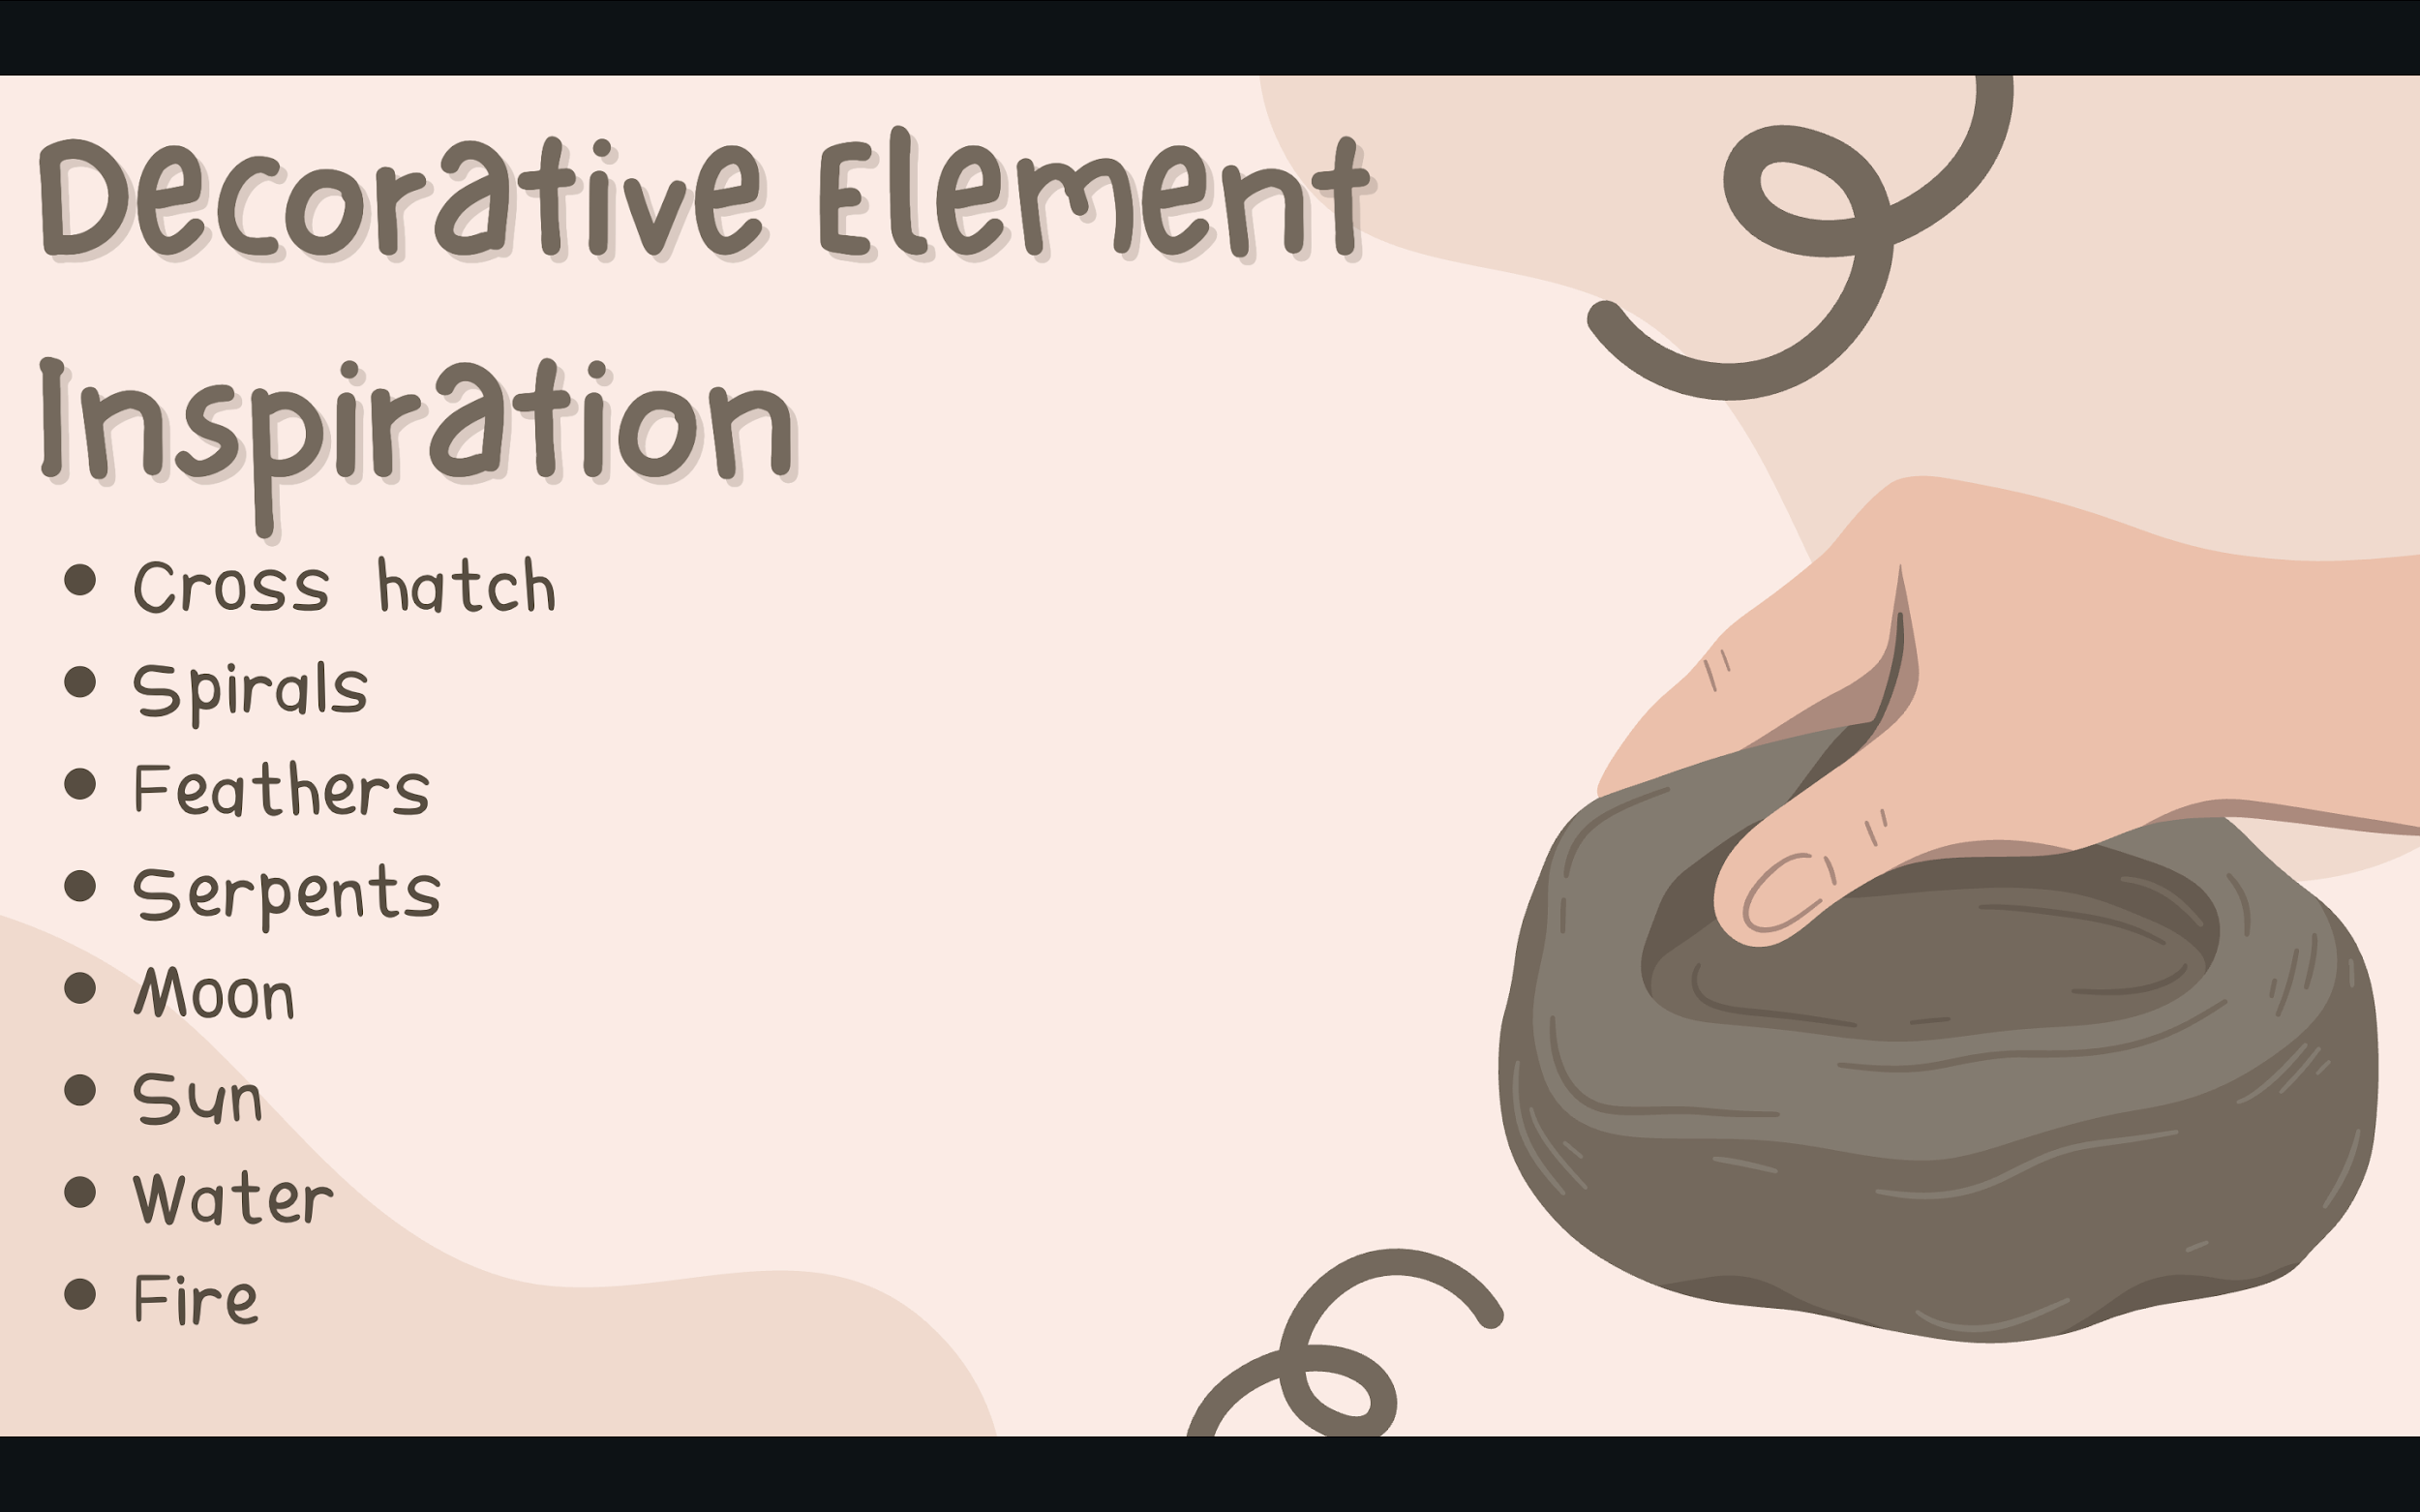 Decorative Element
Inspiration
• Cross hatch
• Spirals
• Feathers
• Serpents
• Moon
• Sun
• Water
• Fire